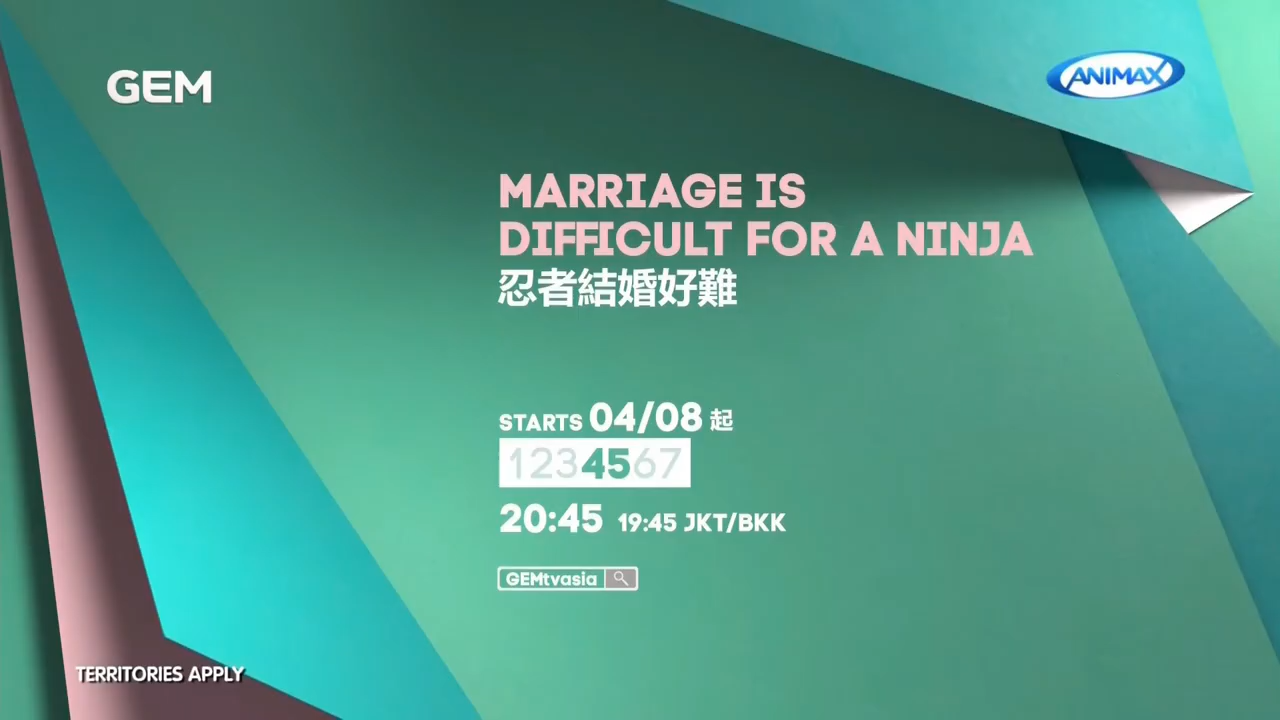 GEM
ANIMAX
MARRIAGE IS
DIFFICULT FOR A NINJA
忍者結婚好難
STARTS 04/08 起
1234567
20:45 19:45 JKT/BKK
GEMtvasia
TERRITORIES APPLY